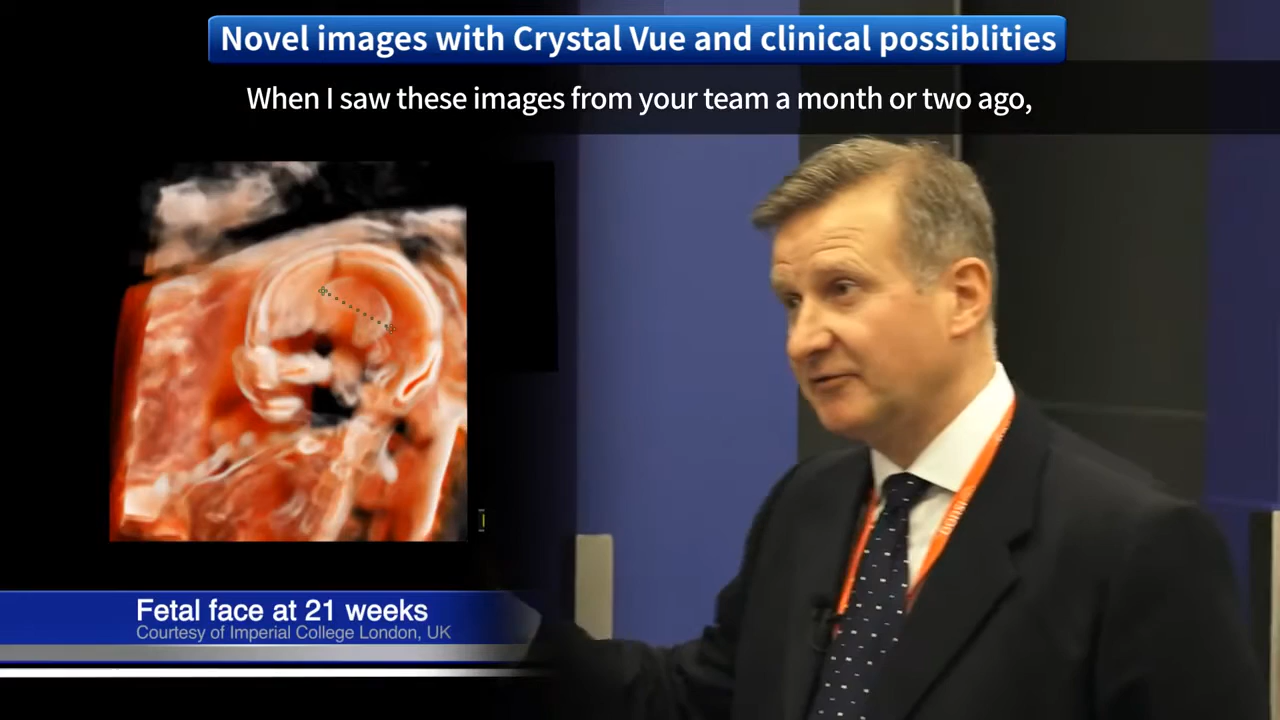 Novel images with Crystal Vue and clinical possiblities
When I saw these images from your team a month or two ago,
Fetal face at 21 weeks
Courtesy of Imperial College London, UK